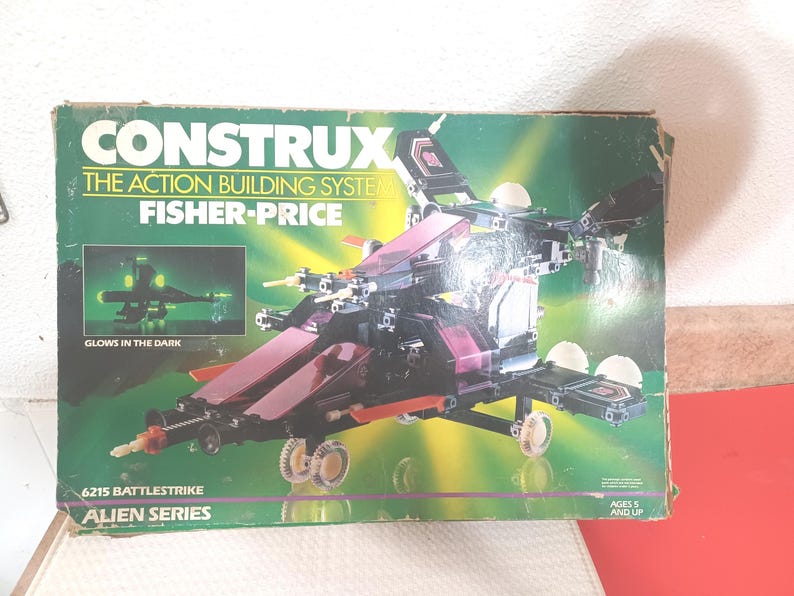 CONSTRUX
THE ACTION BUILDING SYSTEM
FISHER-PRICE
GLOWS IN THE DARK
6215 BATTLESTRIKE
ALIEN SERIES
AGES 5
AND UP